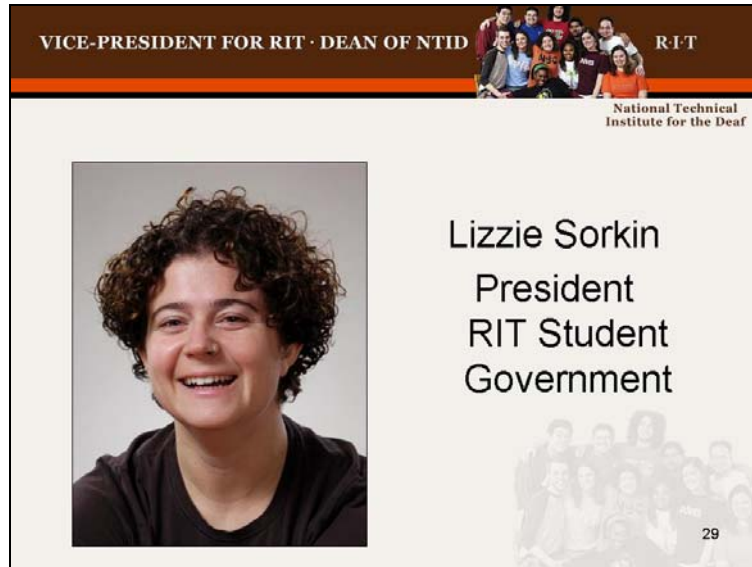 VICE-PRESIDENT FOR RIT · DEAN OF NTID
R·I·T
National Technical
Institute for the Deaf
Lizzie Sorkin
President
RIT Student
Government
29